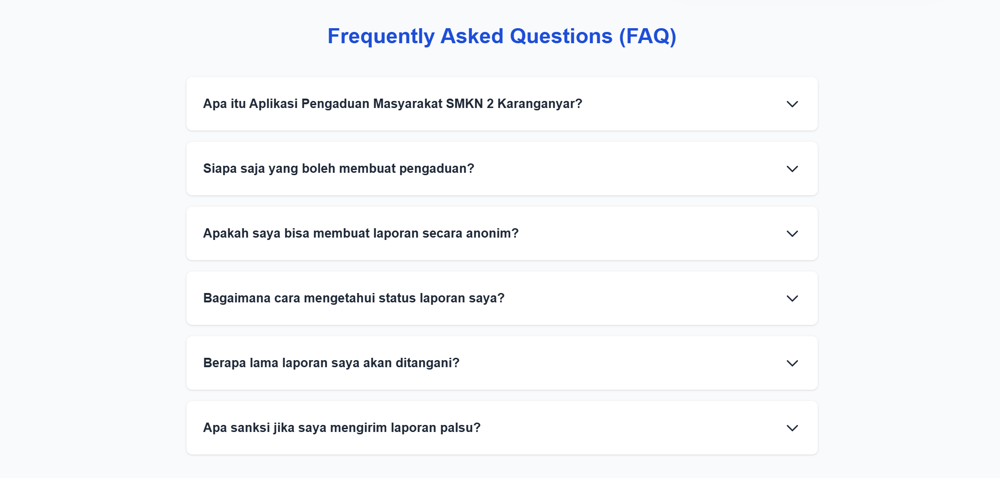 Frequently Asked Questions (FAQ)
Apa itu Aplikasi Pengaduan Masyarakat SMKN 2 Karanganyar?
Siapa saja yang boleh membuat pengaduan?
Apakah saya bisa membuat laporan secara anonim?
Bagaimana cara mengetahui status laporan saya?
Berapa lama laporan saya akan ditangani?
Apa sanksi jika saya mengirim laporan palsu?